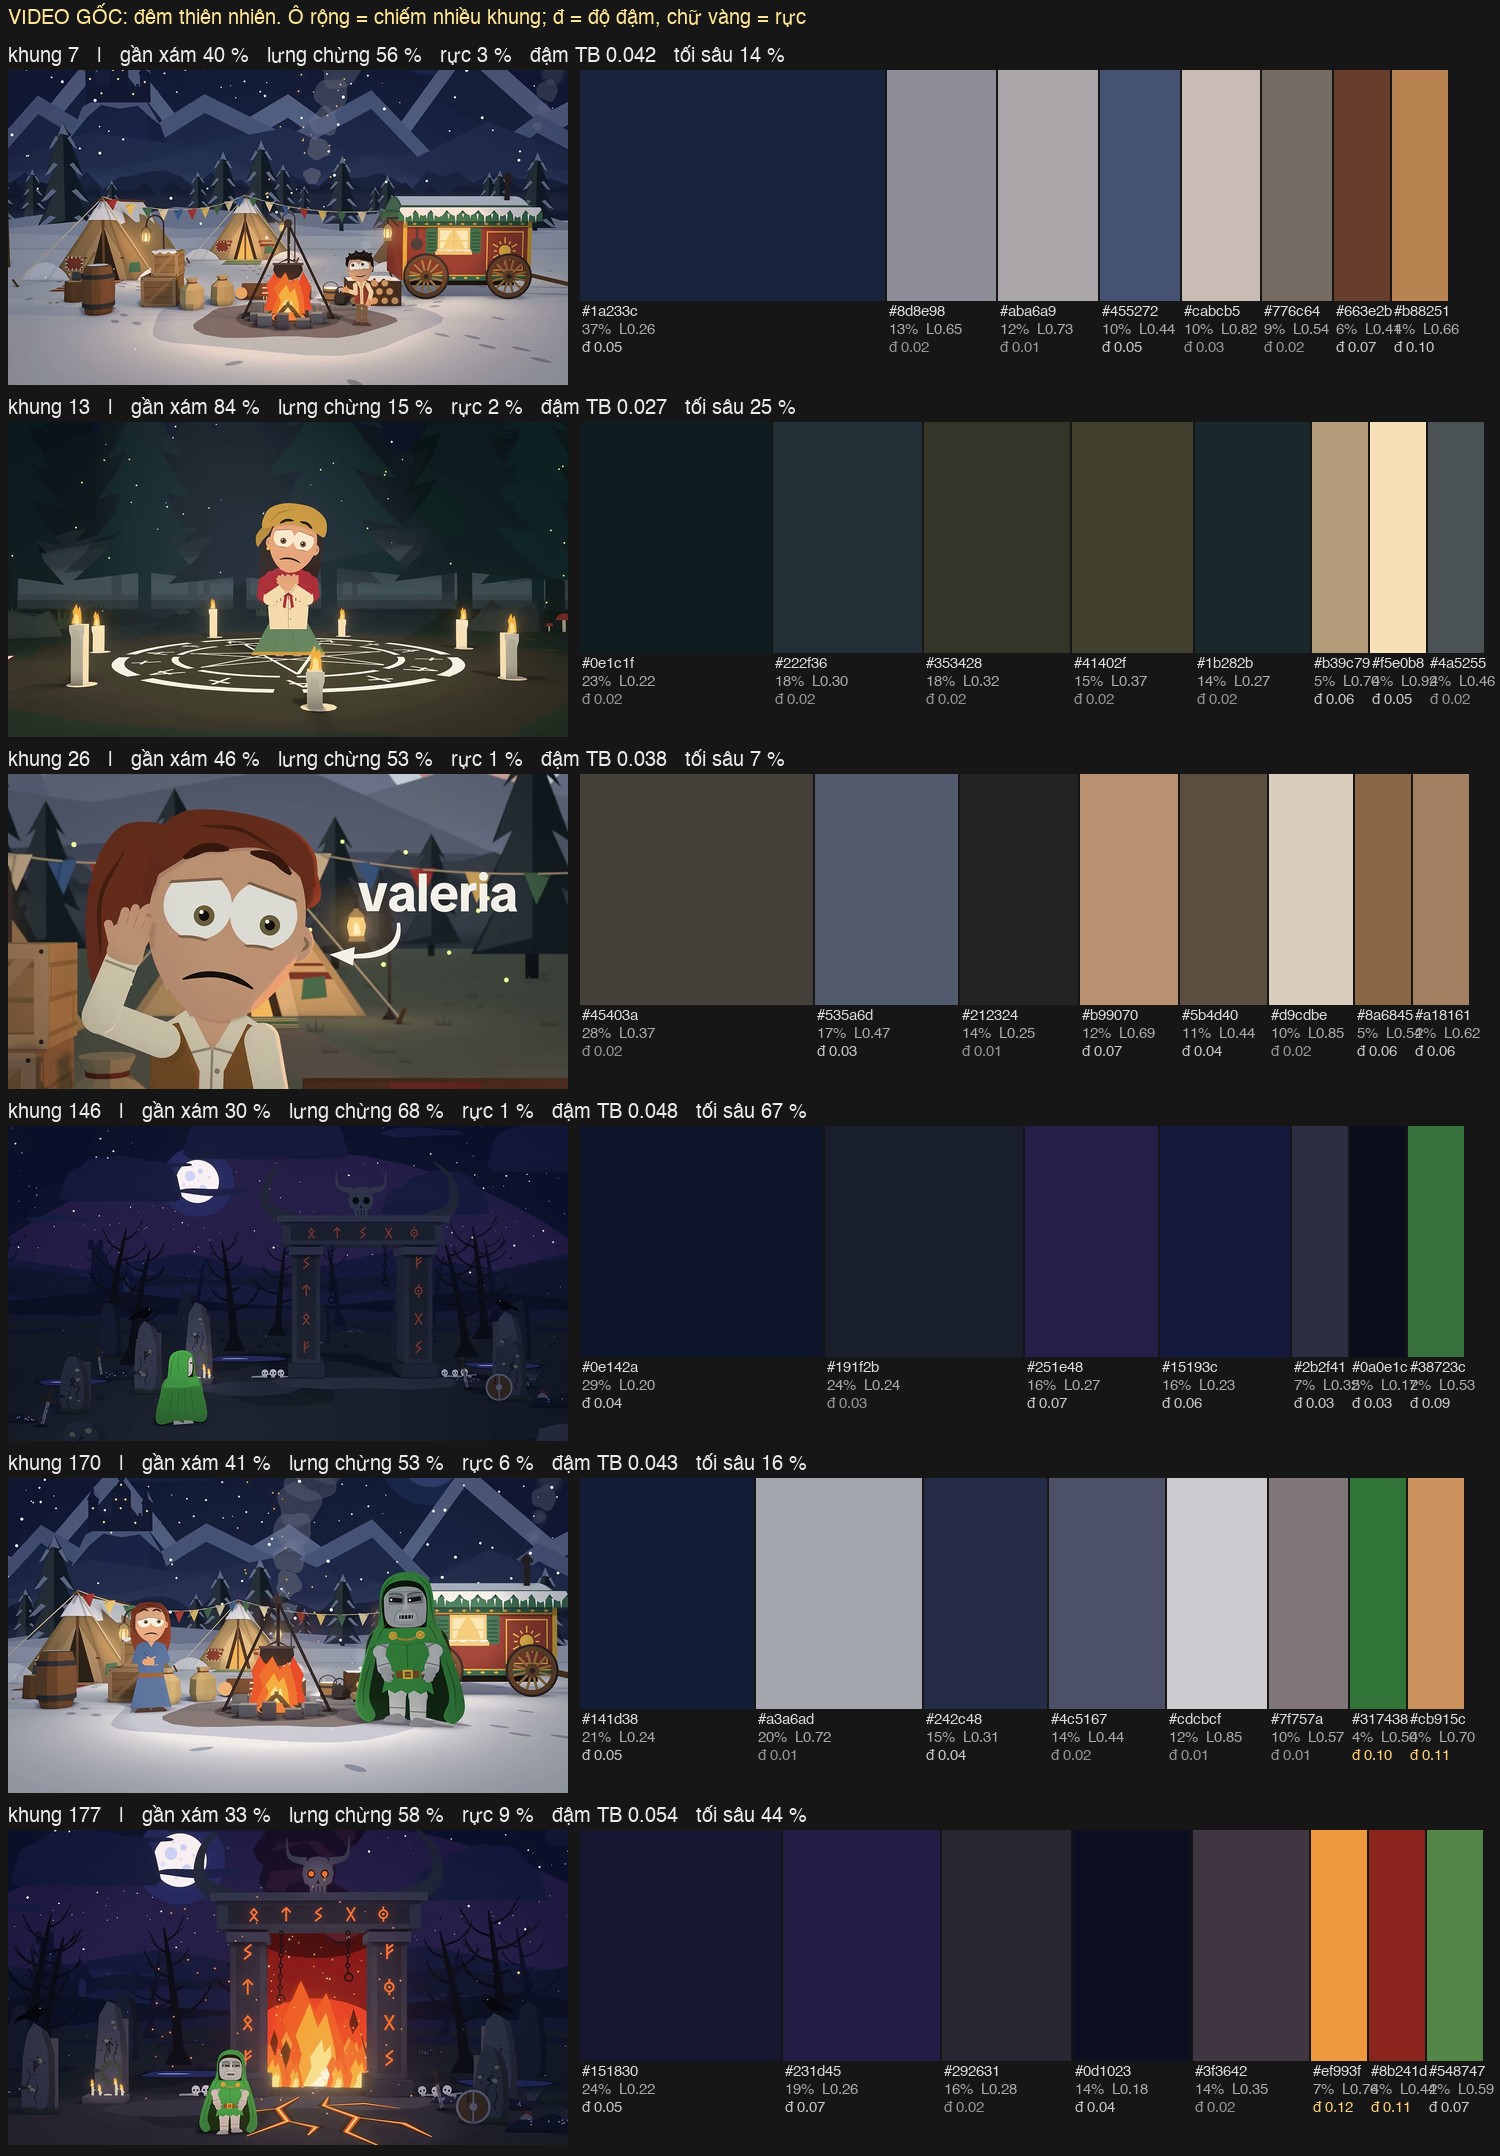 VIDEO GỐC: đêm thiên nhiên. Ô rộng = chiếm nhiều khung; đ = độ đậm, chữ vàng = rực
khung 7 | gần xám 40 % lưng chừng 56 % rực 3 % đậm TB 0.042 tối sâu 14 %
#1a233c #8d8e98 #aba6a9 #455272 #cabcb5 #776c64 #663e2b #b88251
37% L0.26 13% L0.65 12% L0.73 10% L0.44 10% L0.82 9% L0.54 6% L0.41 L0.66
đ 0.05 đ 0.02 đ 0.01 đ 0.05 đ 0.03 đ 0.02 đ 0.07 đ 0.10
khung 13 | gần xám 84 % lưng chừng 15 % rực 2 % đậm TB 0.027 tối sâu 25 %
#0e1c1f #222f36 #353428 #41402f #1b282b #b39c79 #f5e0b8 #4a5255
23% L0.22 18% L0.30 18% L0.32 15% L0.37 14% L0.27 5% L0.70 L0.46
đ 0.02 đ 0.02 đ 0.02 đ 0.02 đ 0.02 đ 0.06 đ 0.05 đ 0.02
khung 26 | gần xám 46 % lưng chừng 53 % rực 1 % đậm TB 0.038 tối sâu 7 %
valeria
#45403a #535a6d #212324 #b99070 #5b4d40 #d9cdbe #8a6845 #a18161
28% L0.37 17% L0.47 14% L0.25 12% L0.69 11% L0.44 10% L0.85 5% L0.62
đ 0.02 đ 0.03 đ 0.01 đ 0.07 đ 0.04 đ 0.02 đ 0.06 đ 0.06
khung 146 | gần xám 30 % lưng chừng 68 % rực 1 % đậm TB 0.048 tối sâu 67 %
#0e142a #191f2b #251e48 #15193c #2b2f41 #0a0e1c #38723c
29% L0.20 24% L0.24 16% L0.27 16% L0.23 7% L0.53
đ 0.04 đ 0.03 đ 0.07 đ 0.06 đ 0.03 đ 0.03 đ 0.09
khung 170 | gần xám 41 % lưng chừng 53 % rực 6 % đậm TB 0.043 tối sâu 16 %
#141d38 #a3a6ad #242c48 #4c5167 #cdcbcf #7f757a #317438 #cb915c
21% L0.24 20% L0.72 15% L0.31 14% L0.44 12% L0.85 10% L0.57 4% L0.70
đ 0.05 đ 0.01 đ 0.04 đ 0.02 đ 0.01 đ 0.01 đ 0.10 đ 0.11
khung 177 | gần xám 33 % lưng chừng 58 % rực 9 % đậm TB 0.054 tối sâu 44 %
#151830 #231d45 #292631 #0d1023 #3f3642 #ef993f #8b241d #548747
24% L0.22 19% L0.26 16% L0.28 14% L0.18 14% L0.35 7% L0.59
đ 0.05 đ 0.07 đ 0.02 đ 0.04 đ 0.02 đ 0.12 đ 0.11 đ 0.07